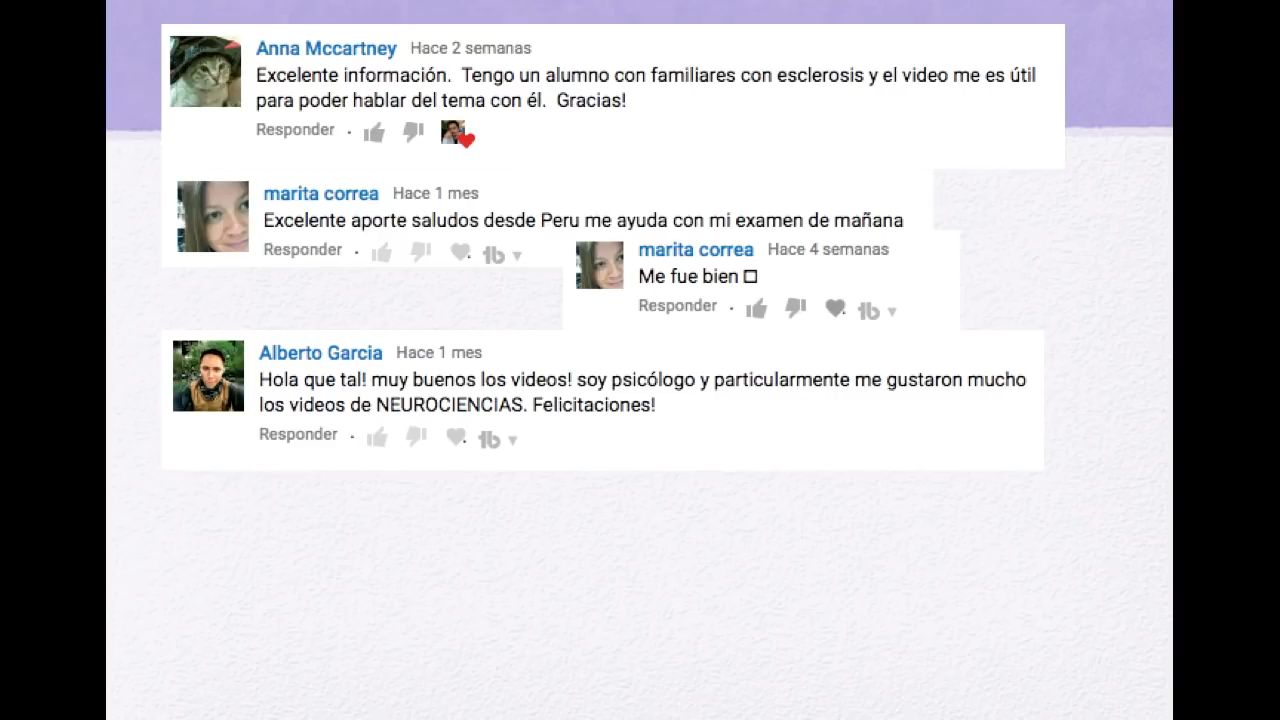 Anna Mccartney Hace 2 semanas
Excelente información. Tengo un alumno con familiares con esclerosis y el video me es útil
para poder hablar del tema con él. Gracias!
Responder
marita correa Hace 1 mes
Excelente aporte saludos desde Peru me ayuda con mi examen de mañana
Responder
marita correa Hace 4 semanas
Me fue bien □
Responder
Alberto Garcia Hace 1 mes
Hola que tal! muy buenos los videos! soy psicólogo y particularmente me gustaron mucho
los videos de NEUROCIENCIAS. Felicitaciones!
Responder